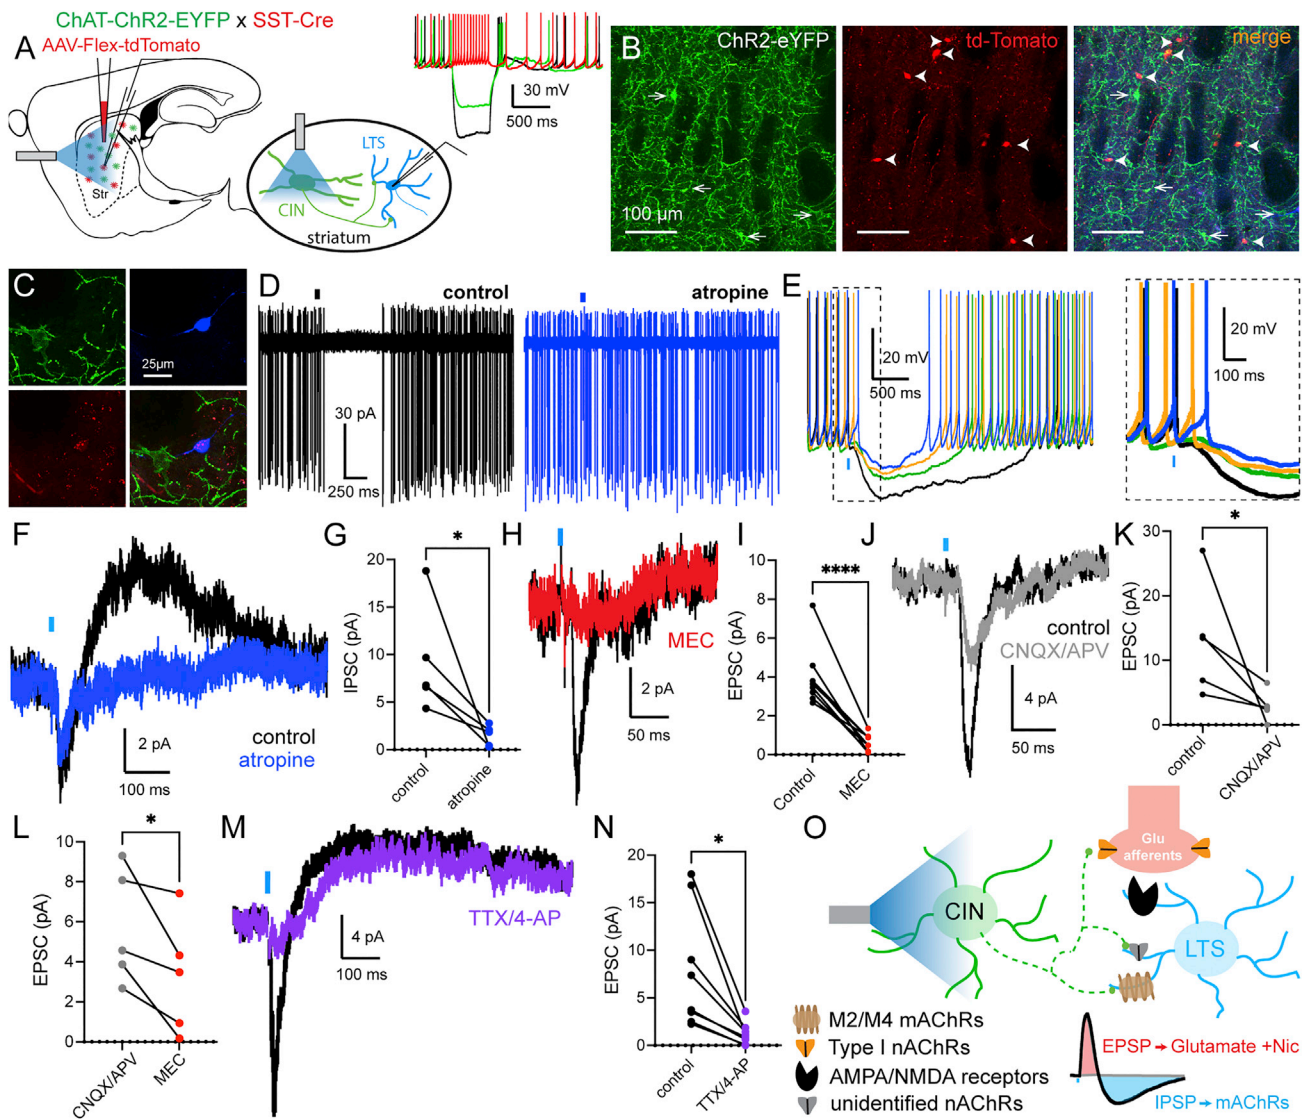 ChAT-ChR2-EYFP x SST-Cre
A
AAV-Flex-tdTomato
Str
30 mV
500 ms
LTS
CIN
striatum
B
ChR2-eYFP
td-Tomato
merge
100 µm
C
25µm
D
control
atropine
30 pA
250 ms
E
20 mV
500 ms
20 mV
100 ms
F
control
atropine
2 pA
100 ms
G
*
IPSC (pA)
20
15
10
5
0
control
atropine
H
MEC
2 pA
50 ms
I
****
EPSC (pA)
10
8
6
4
2
0
Control
MEC
J
control
CNQX/APV
4 pA
50 ms
K
*
EPSC (pA)
30
20
10
0
control
CNQX/APV
L
*
EPSC (pA)
10
8
6
4
2
0
CNQX/APV
MEC
M
TTX/4-AP
4 pA
100 ms
N
*
EPSC (pA)
20
15
10
5
0
control
TTX/4-AP
O
Glu
afferents
CIN
LTS
M2/M4 mAChRs
Type I nAChRs
AMPA/NMDA receptors
unidentified nAChRs
EPSP → Glutamate +Nic
IPSP → mAChRs